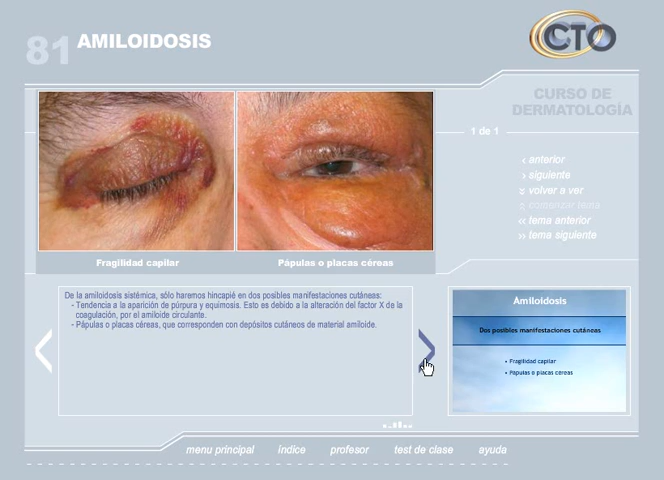 81 AMILOIDOSIS
CTO
CURSO DE
DERMATOLOGÍA
1 de 1
‹ anterior
› siguiente
volver a ver
comenzar tema
« tema anterior
» tema siguiente
Fragilidad capilar
Pápulas o placas céreas
De la amiloidosis sistémica, sólo haremos hincapié en dos posibles manifestaciones cutáneas:
- Tendencia a la aparición de púrpura y equimosis. Esto es debido a la alteración del factor X de la
coagulación, por el amiloide circulante.
- Pápulas o placas céreas, que corresponden con depósitos cutáneos de material amiloide.
Amiloidosis
Dos posibles manifestaciones cutáneas
• Fragilidad capilar
• Pápulas o placas céreas
menu principal índice profesor test de clase ayuda